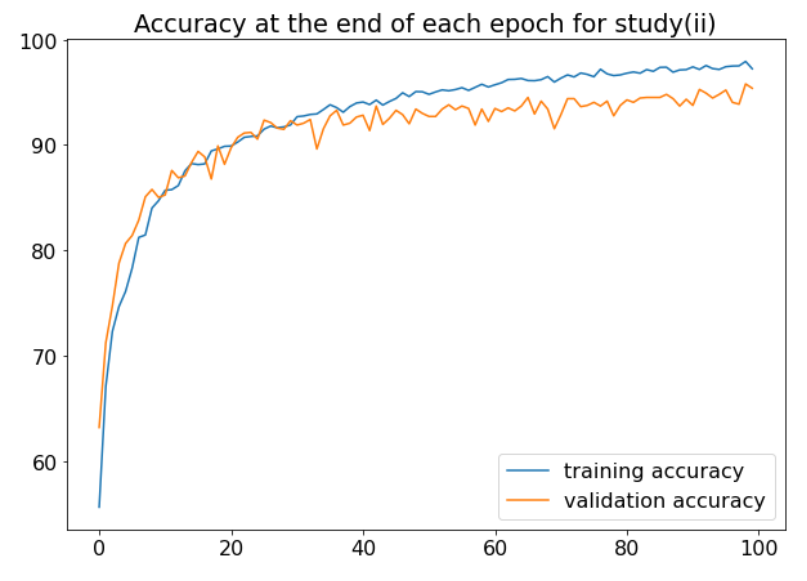 Accuracy at the end of each epoch for study(ii)
100
90
80
70
60
training accuracy
validation accuracy
0 20 40 60 80 100